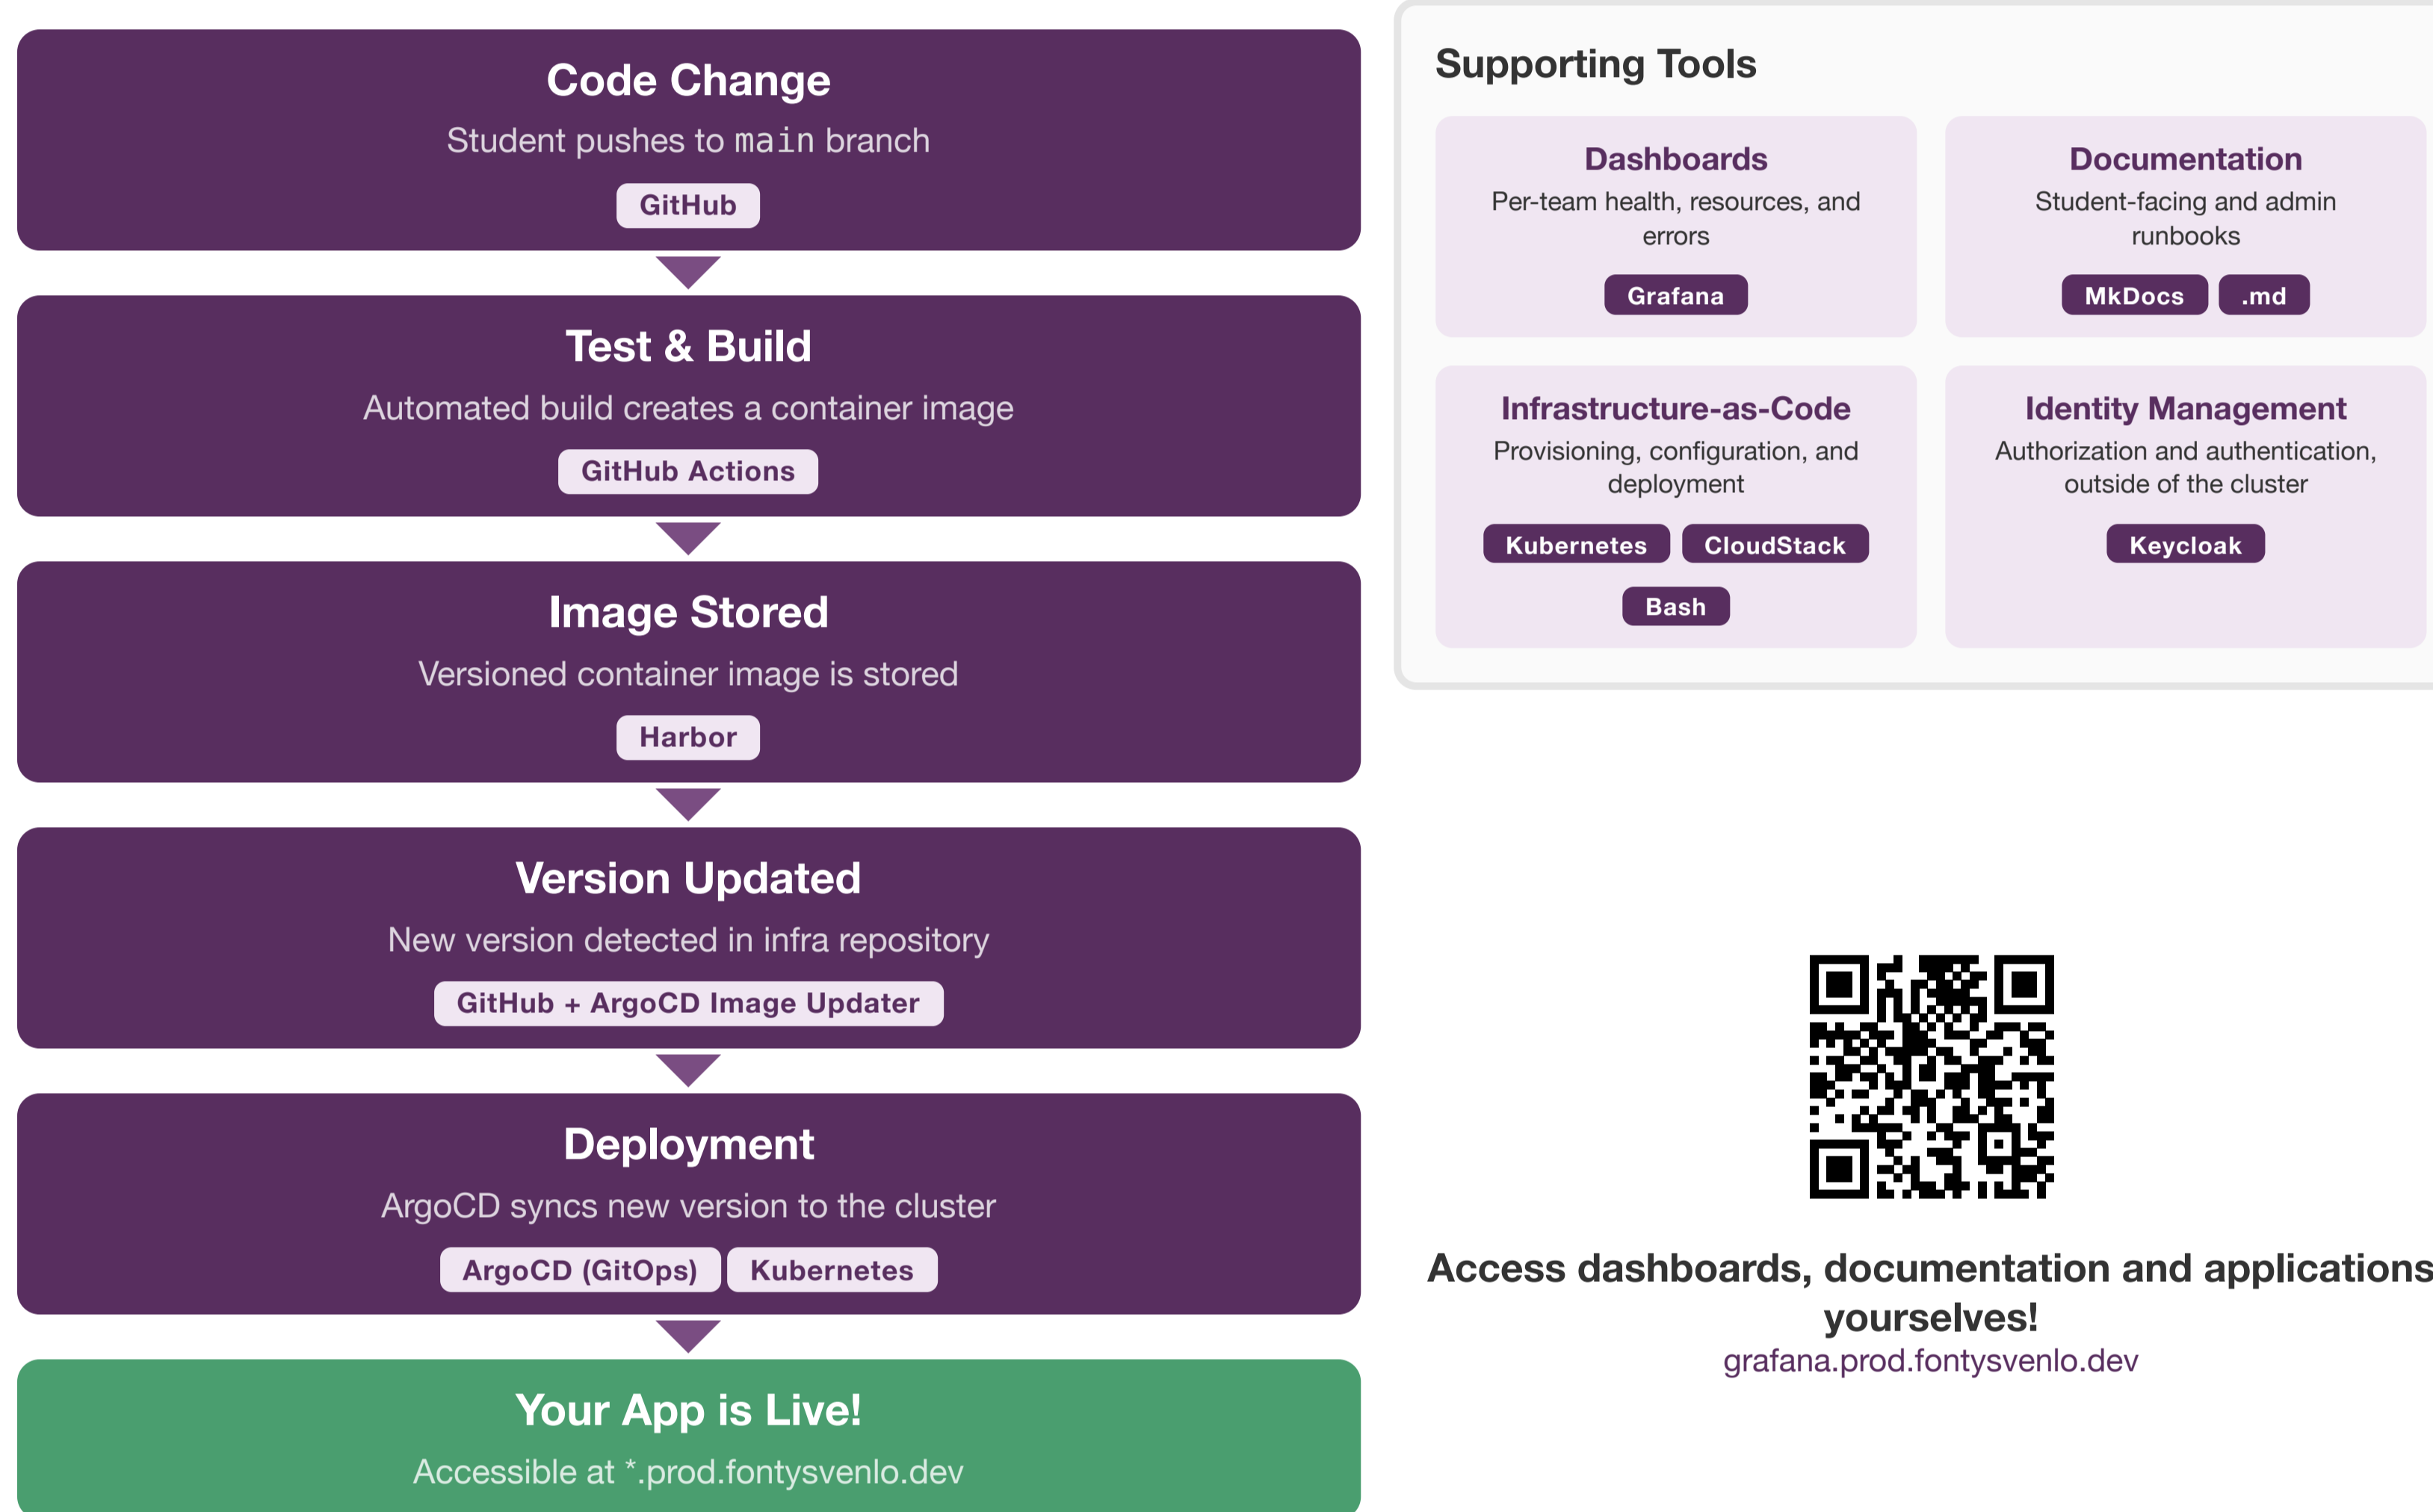 Code Change
Student pushes to main branch
GitHub
Test & Build
Automated build creates a container image
GitHub Actions
Image Stored
Versioned container image is stored
Harbor
Version Updated
New version detected in infra repository
GitHub + ArgoCD Image Updater
Deployment
ArgoCD syncs new version to the cluster
ArgoCD (GitOps) Kubernetes
Your App is Live!
Accessible at *.prod.fontysvenlo.dev
Supporting Tools
Dashboards
Per-team health, resources, and
errors
Grafana
Documentation
Student-facing and admin
runbooks
MkDocs .md
Infrastructure-as-Code
Provisioning, configuration, and
deployment
Kubernetes CloudStack
Bash
Identity Management
Authorization and authentication,
outside of the cluster
Keycloak
Access dashboards, documentation and applications
yourselves!
grafana.prod.fontysvenlo.dev